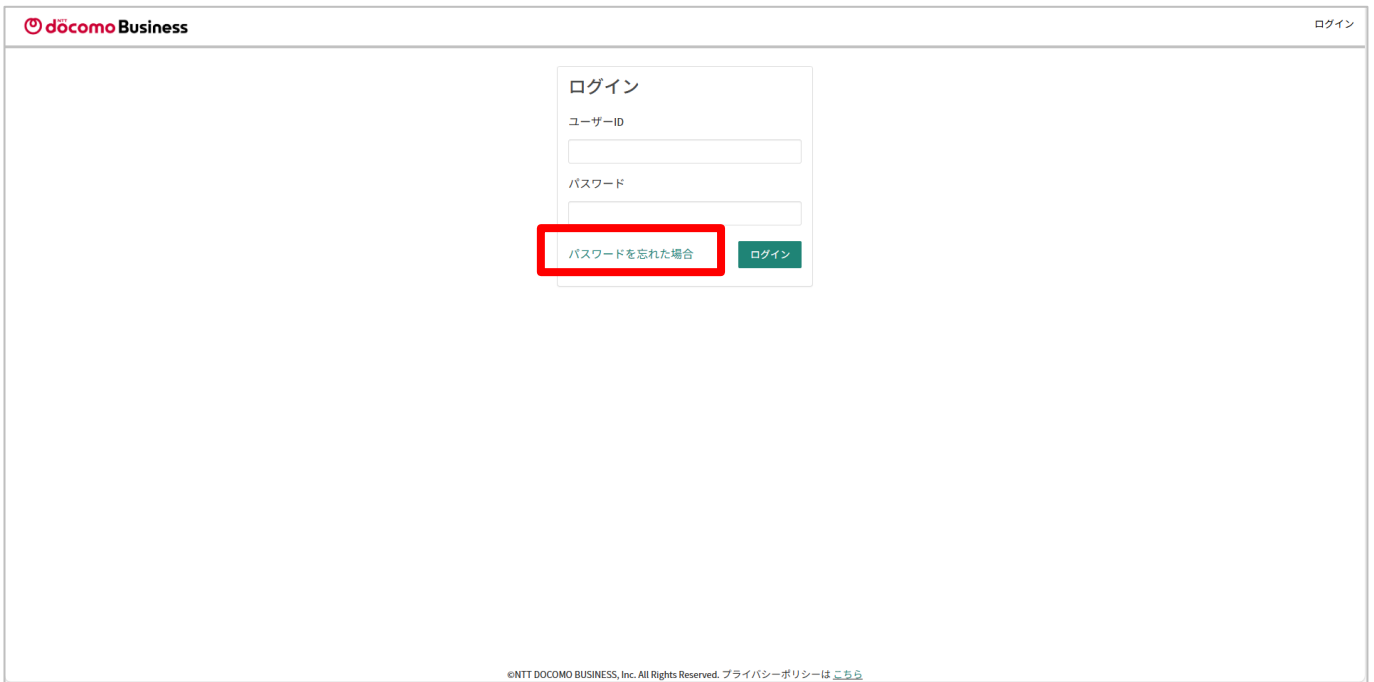 NTT
döcomo Business
ログイン
ログイン
ユーザーID
パスワード
パスワードを忘れた場合
ログイン
©NTT DOCOMO BUSINESS, Inc. All Rights Reserved. プライバシーポリシーは こちら